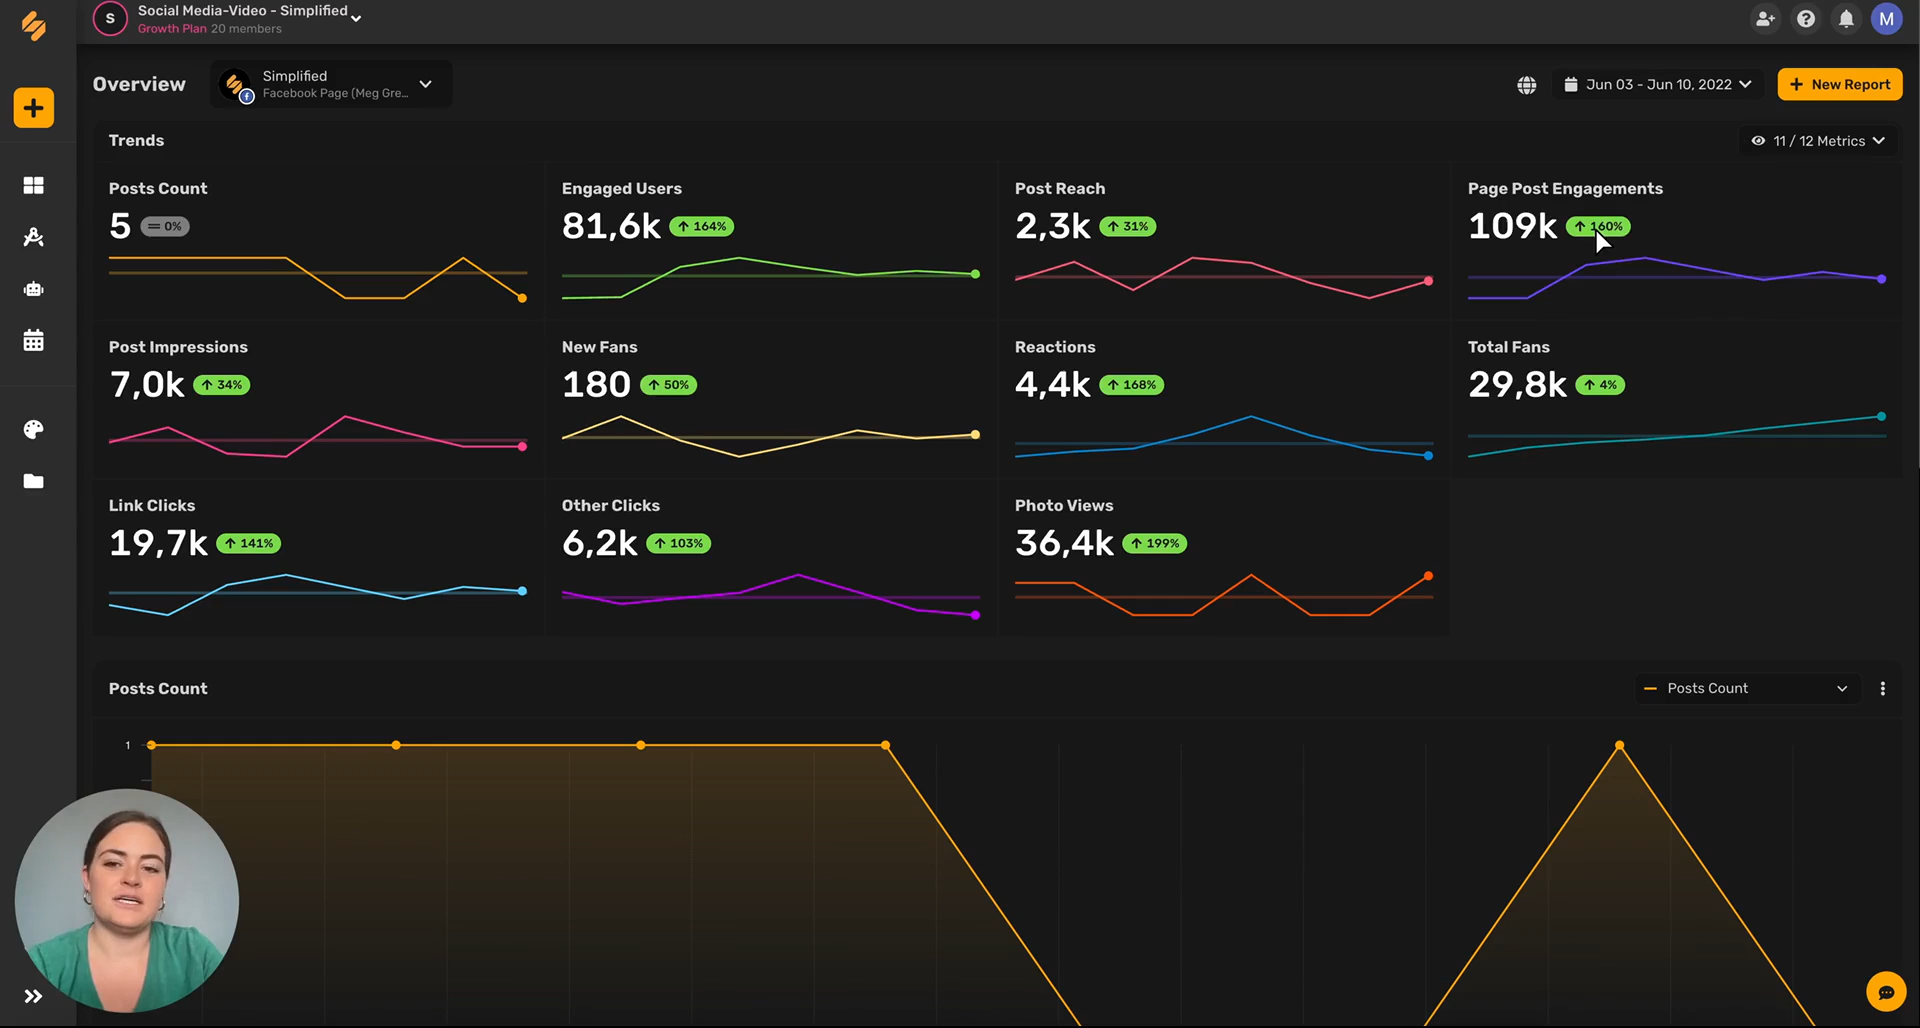 S
Social Media-Video - Simplified
Growth Plan 20 members
M
Overview
Simplified
Facebook Page (Meg Gre...
Jun 03 - Jun 10, 2022
+ New Report
Trends
11 / 12 Metrics
Posts Count
5 = 0%
Engaged Users
81,6k ↑ 164%
Post Reach
2,3k ↑ 31%
Page Post Engagements
109k ↑ 160%
Post Impressions
7,0k ↑ 34%
New Fans
180 ↑ 50%
Reactions
4,4k ↑ 168%
Total Fans
29,8k ↑ 4%
Link Clicks
19,7k ↑ 141%
Other Clicks
6,2k ↑ 103%
Photo Views
36,4k ↑ 199%
Posts Count
Posts Count
1